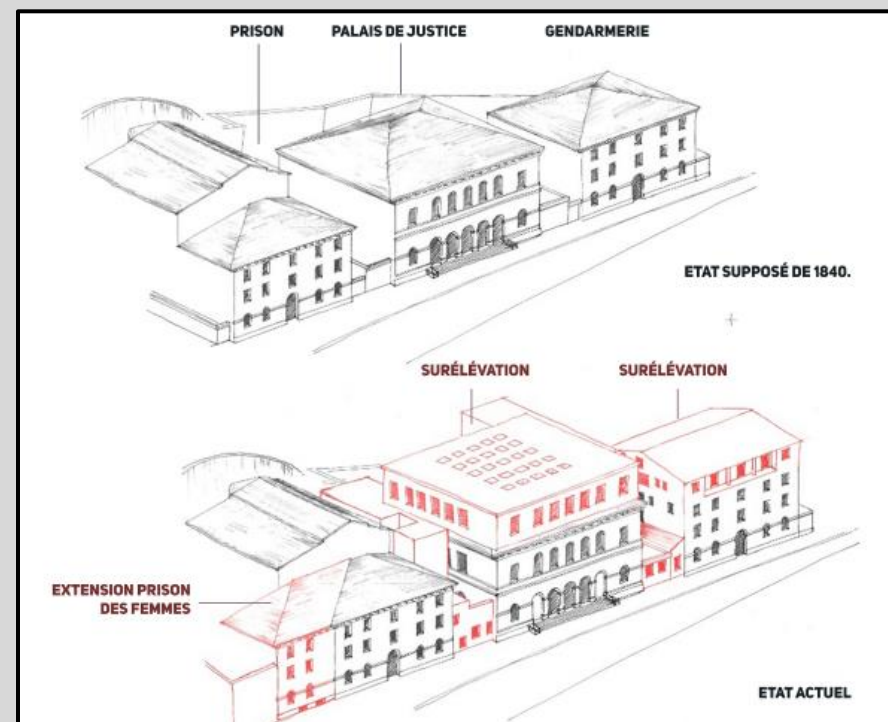 PRISON
PALAIS DE JUSTICE
GENDARMERIE
ETAT SUPPOSÉ DE 1840.
SURÉLÉVATION
SURÉLÉVATION
EXTENSION PRISON
DES FEMMES
ETAT ACTUEL